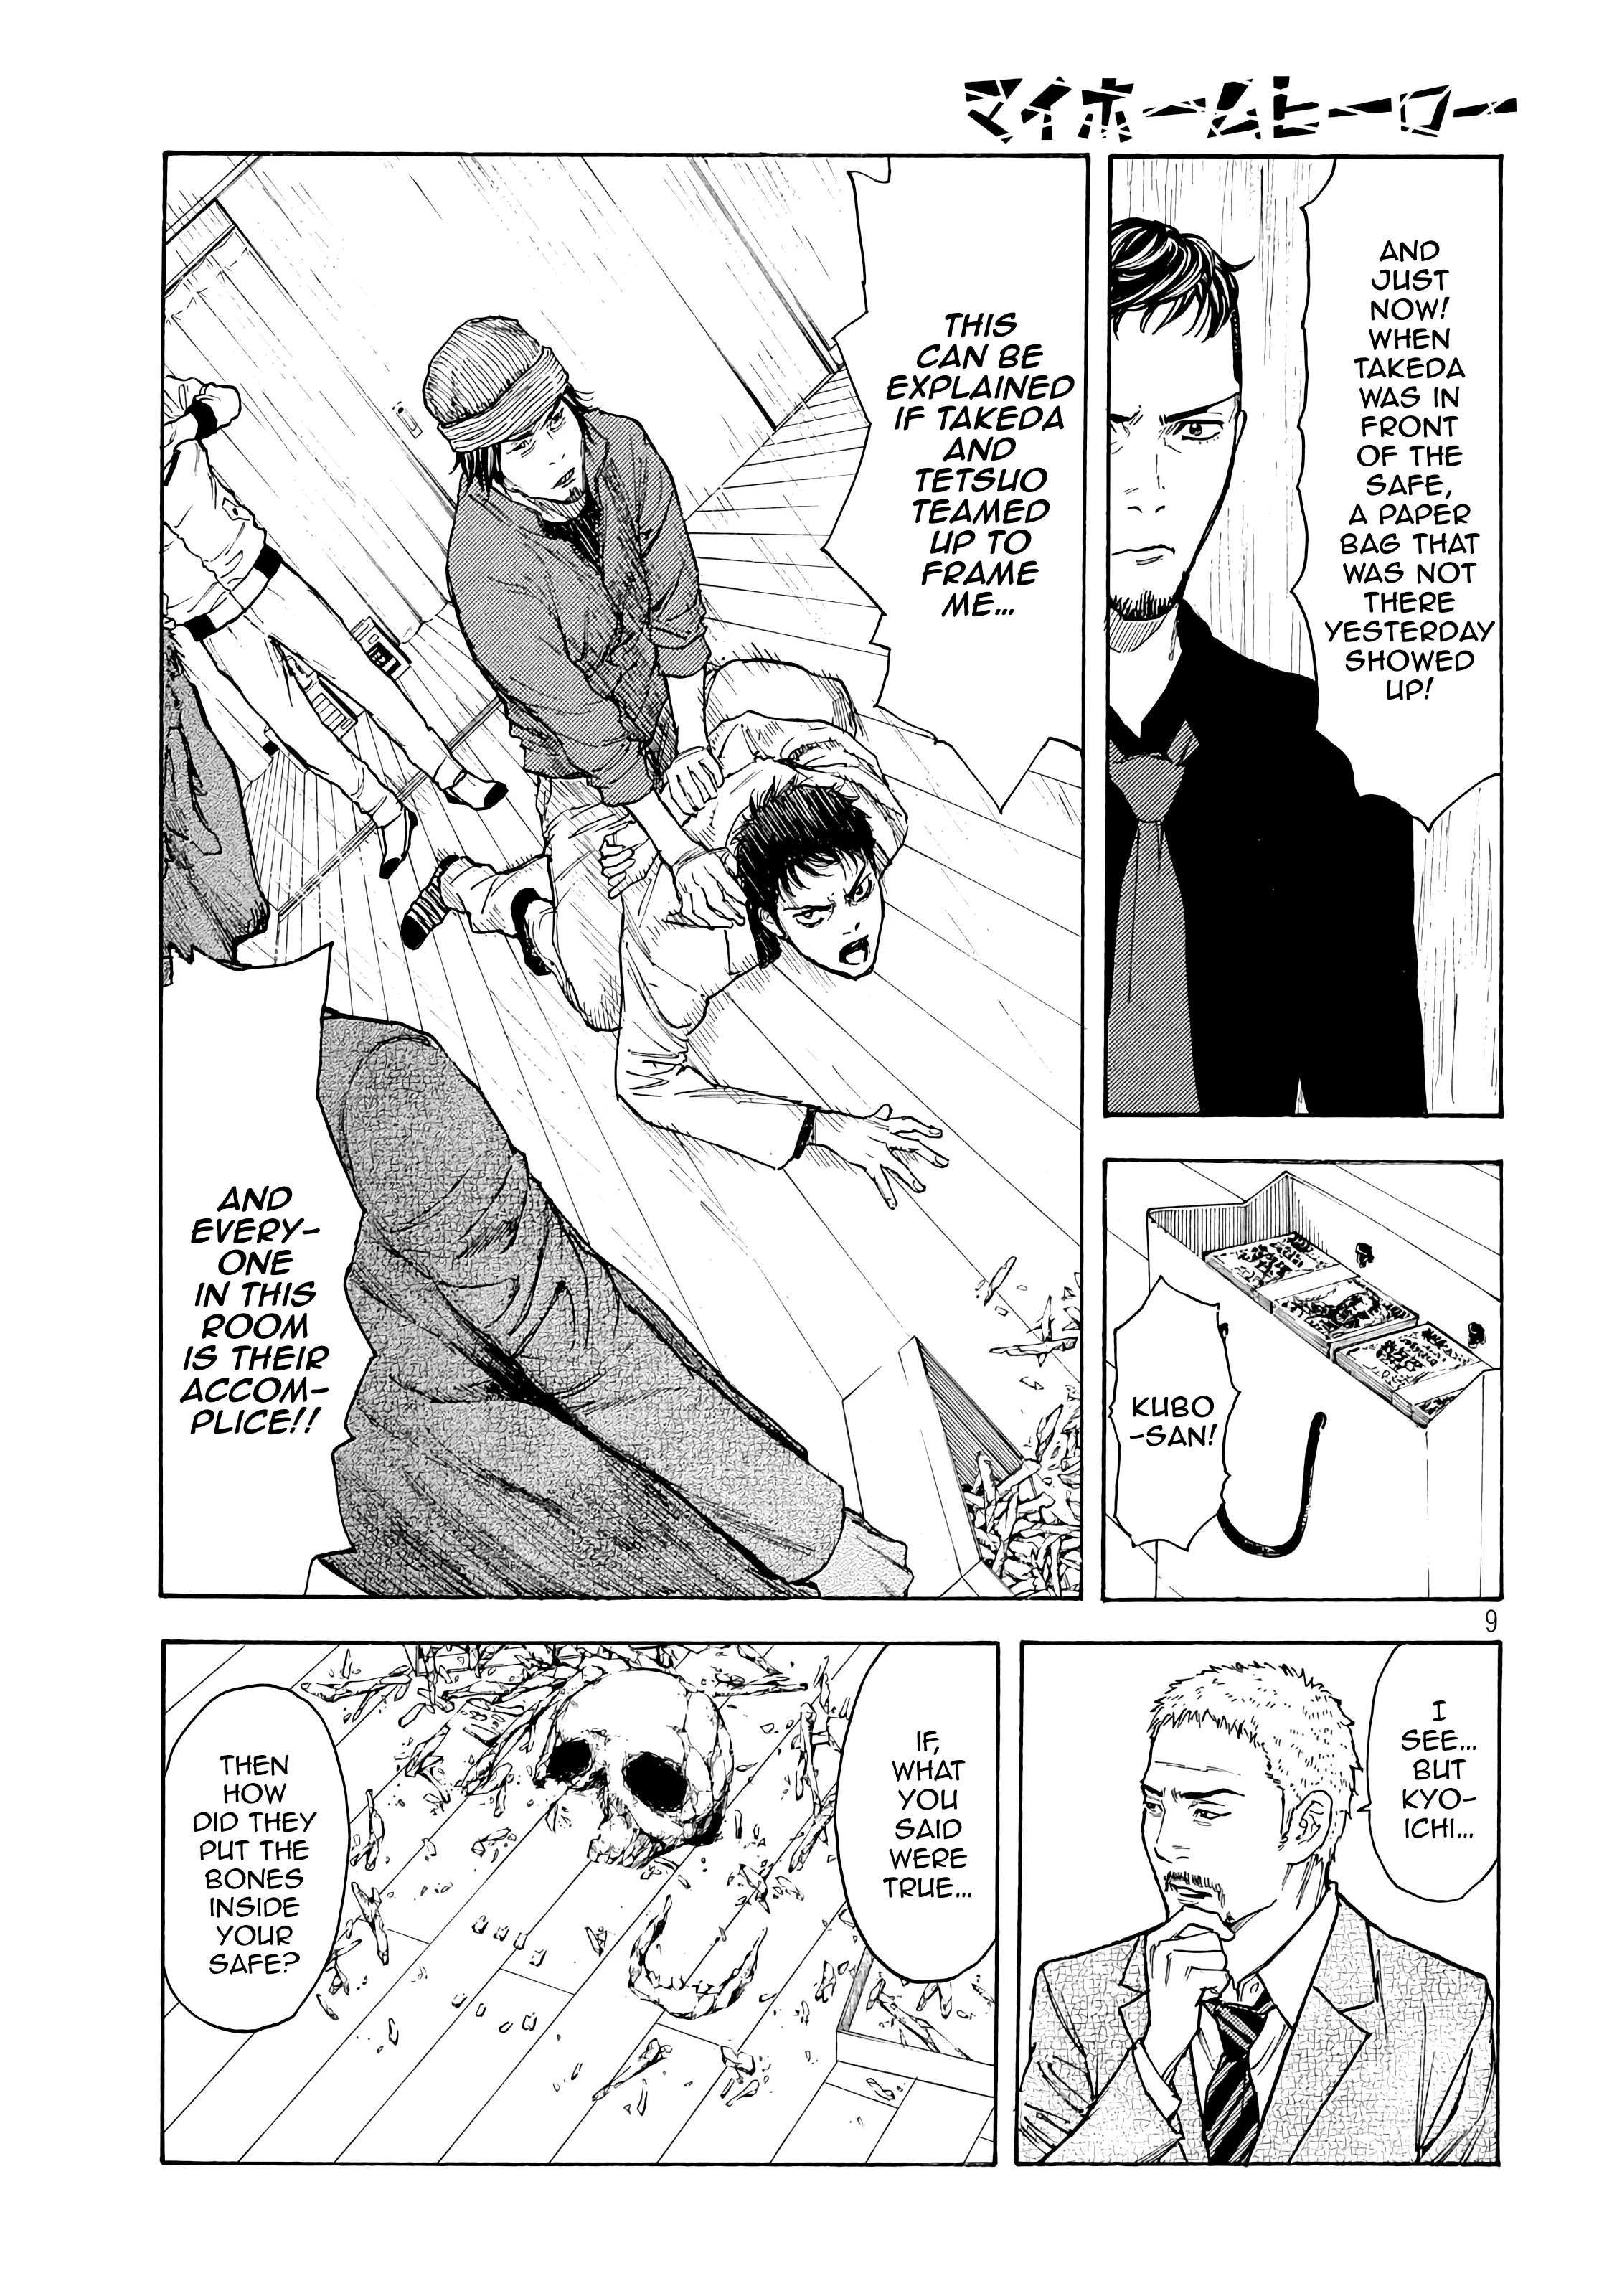 マイホームヒーロー
AND
JUST
NOW!
WHEN
TAKEDA
WAS IN
FRONT
OF THE
SAFE,
A PAPER
BAG THAT
WAS NOT
THERE
YESTERDAY
SHOWED
UP!
KUBO
-SAN!
THIS
CAN BE
EXPLAINED
IF TAKEDA
AND
TETSUO
TEAMED
UP TO
FRAME
ME...
AND
EVERY-
ONE
IN THIS
ROOM
IS THEIR
ACCOM-
PLICE!!
9
I
SEE...
BUT
KYO-
ICHI...
IF,
WHAT
YOU
SAID
WERE
TRUE...
THEN
HOW
DID THEY
PUT THE
BONES
INSIDE
YOUR
SAFE?